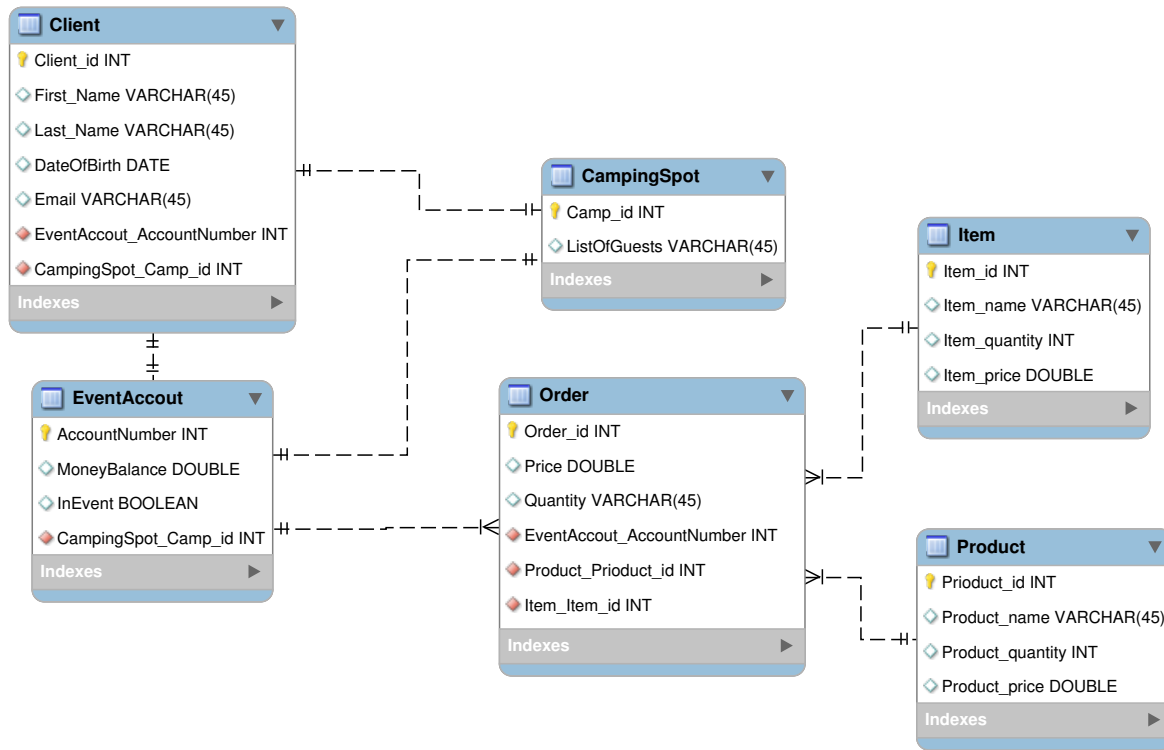 Client
Client_id INT
First_Name VARCHAR(45)
Last_Name VARCHAR(45)
DateOfBirth DATE
Email VARCHAR(45)
EventAccout_AccountNumber INT
CampingSpot_Camp_id INT
Indexes
CampingSpot
Camp_id INT
ListOfGuests VARCHAR(45)
Indexes
Item
Item_id INT
Item_name VARCHAR(45)
Item_quantity INT
Item_price DOUBLE
Indexes
EventAccout
AccountNumber INT
MoneyBalance DOUBLE
InEvent BOOLEAN
CampingSpot_Camp_id INT
Indexes
Order
Order_id INT
Price DOUBLE
Quantity VARCHAR(45)
EventAccout_AccountNumber INT
Product_Prioduct_id INT
Item_Item_id INT
Indexes
Product
Prioduct_id INT
Product_name VARCHAR(45)
Product_quantity INT
Product_price DOUBLE
Indexes